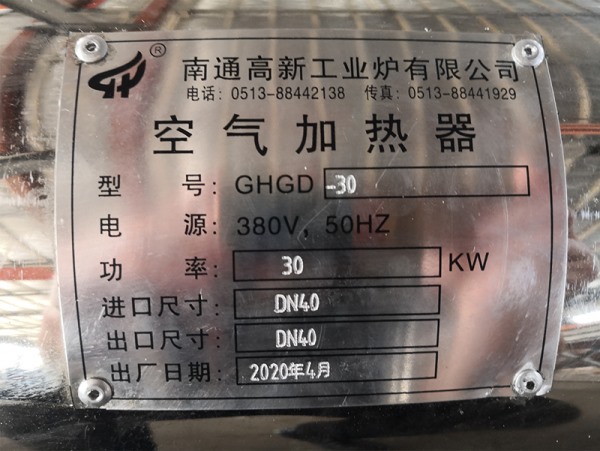 GH ®
南通高新工业炉有限公司
电话: 0513-88442138 传真: 0513-88441929
空气加热器
型 号: GHGD -30
电 源: 380V, 50HZ
功 率: 30 KW
进口尺寸: DN40
出口尺寸: DN40
出厂日期: 2020年4月